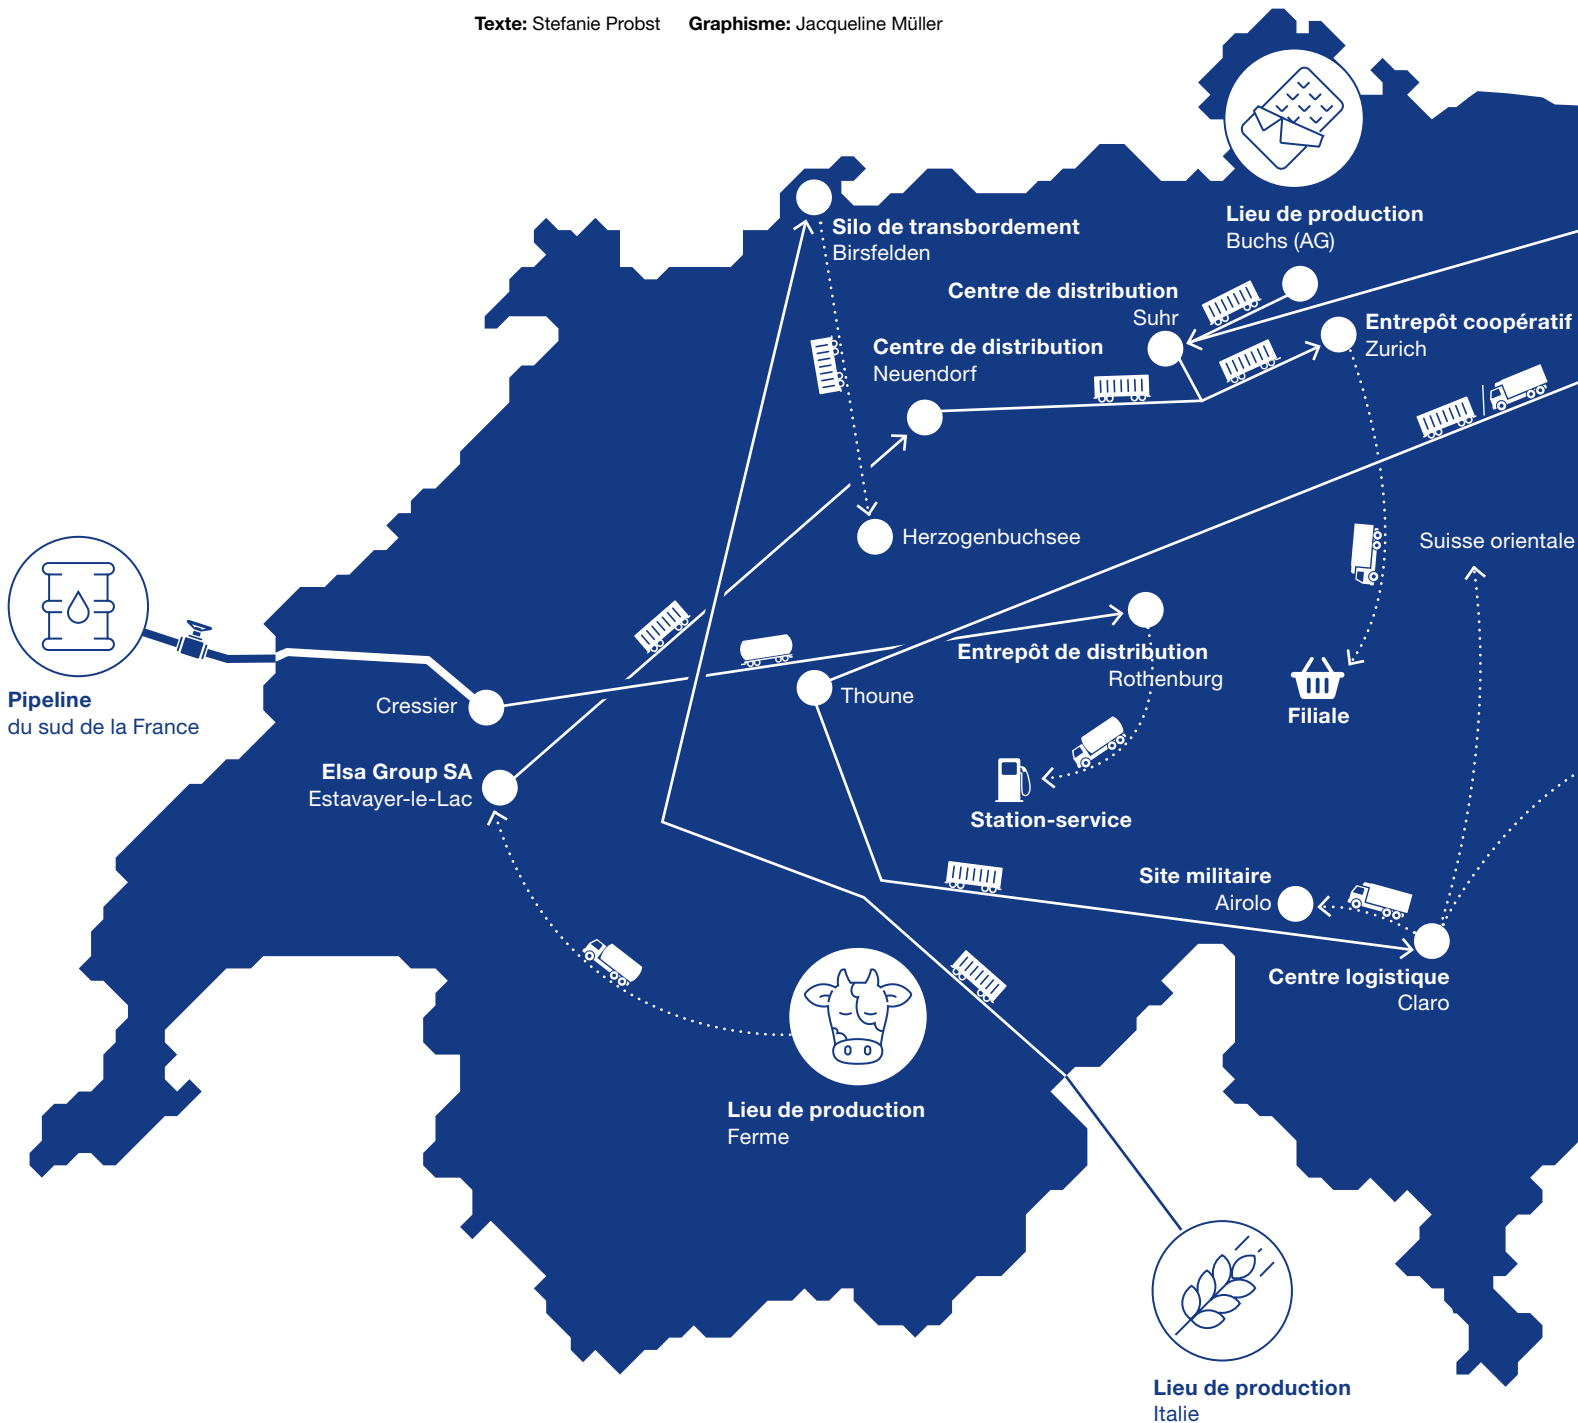 Texte: Stefanie Probst Graphisme: Jacqueline Müller
Lieu de production
Buchs (AG)
Silo de transbordement
Birsfelden
Centre de distribution
Suhr
Entrepôt coopératif
Zurich
Centre de distribution
Neuendorf
Herzogenbuchsee
Suisse orientale
Entrepôt de distribution
Rothenburg
Pipeline
du sud de la France
Cressier
Thoune
Filiale
Elsa Group SA
Estavayer-le-Lac
Station-service
Site militaire
Airolo
Centre logistique
Claro
Lieu de production
Ferme
Lieu de production
Italie